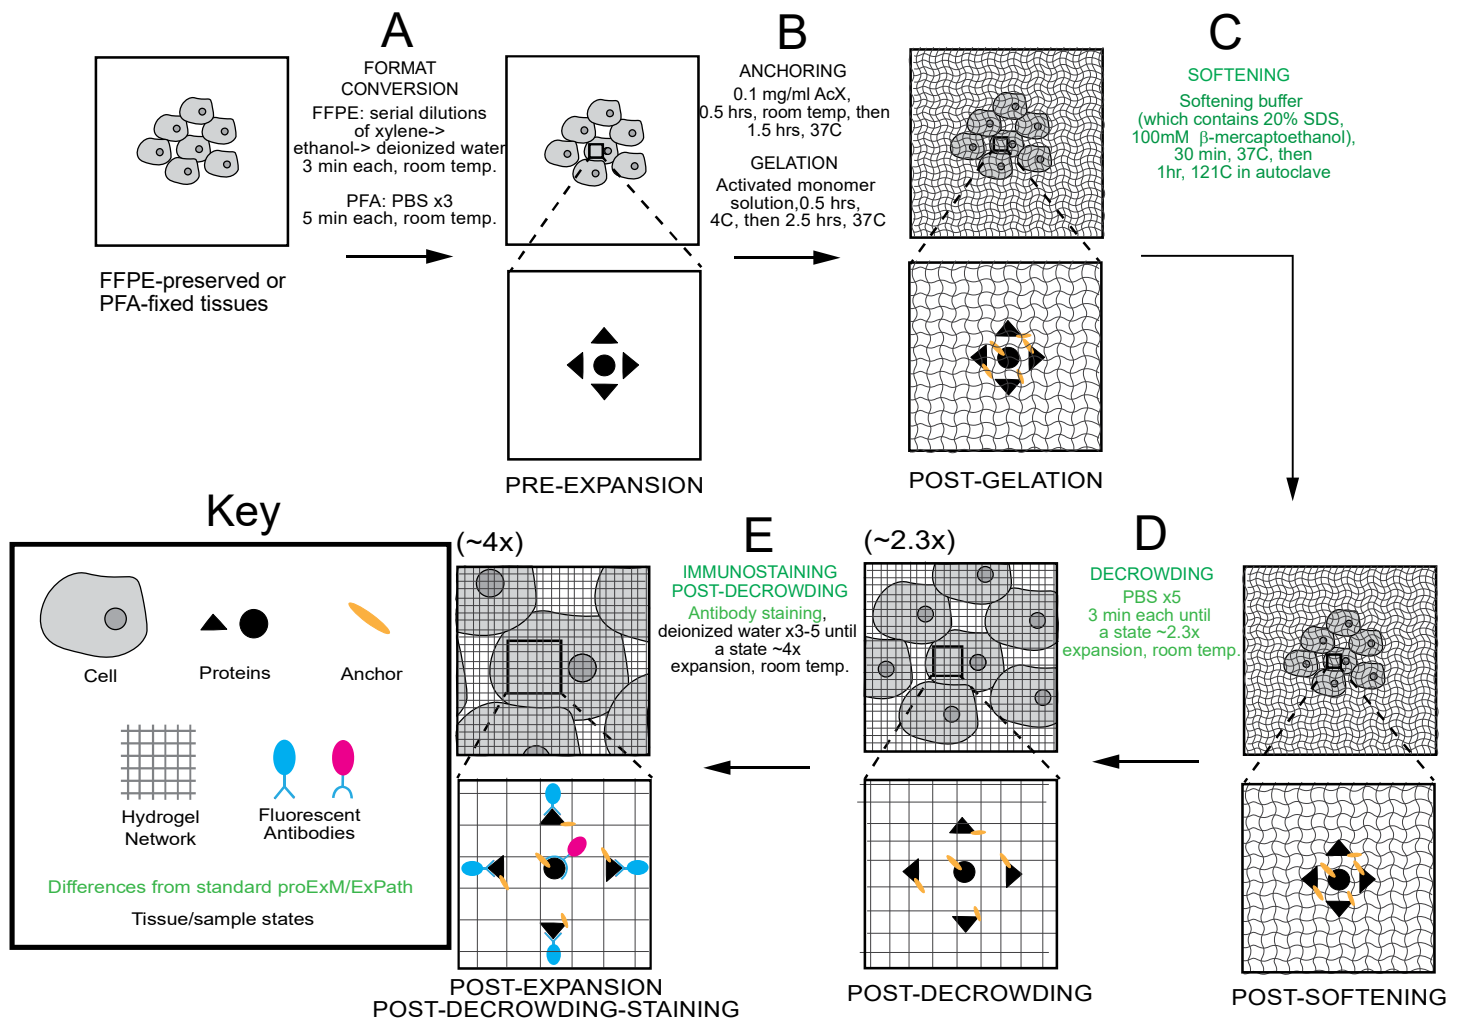 A
FORMAT
CONVERSION
FFPE: serial dilutions
of xylene->
ethanol-> deionized water
3 min each, room temp.
PFA: PBS x3
5 min each, room temp.
FFPE-preserved or
PFA-fixed tissues
PRE-EXPANSION
B
ANCHORING
0.1 mg/ml AcX,
0.5 hrs, room temp, then
1.5 hrs, 37C
GELATION
Activated monomer
solution,0.5 hrs,
4C, then 2.5 hrs, 37C
POST-GELATION
C
SOFTENING
Softening buffer
(which contains 20% SDS,
100mM β-mercaptoethanol),
30 min, 37C, then
1hr, 121C in autoclave
POST-SOFTENING
D
DECROWDING
PBS x5
3 min each until
a state ~2.3x
expansion, room temp.
(~2.3x)
POST-DECROWDING
E
IMMUNOSTAINING
POST-DECROWDING
Antibody staining,
deionized water x3-5 until
a state ~4x
expansion, room temp.
(~4x)
POST-EXPANSION
POST-DECROWDING-STAINING
Key
Cell
Proteins
Anchor
Hydrogel
Network
Fluorescent
Antibodies
Differences from standard proExM/ExPath
Tissue/sample states